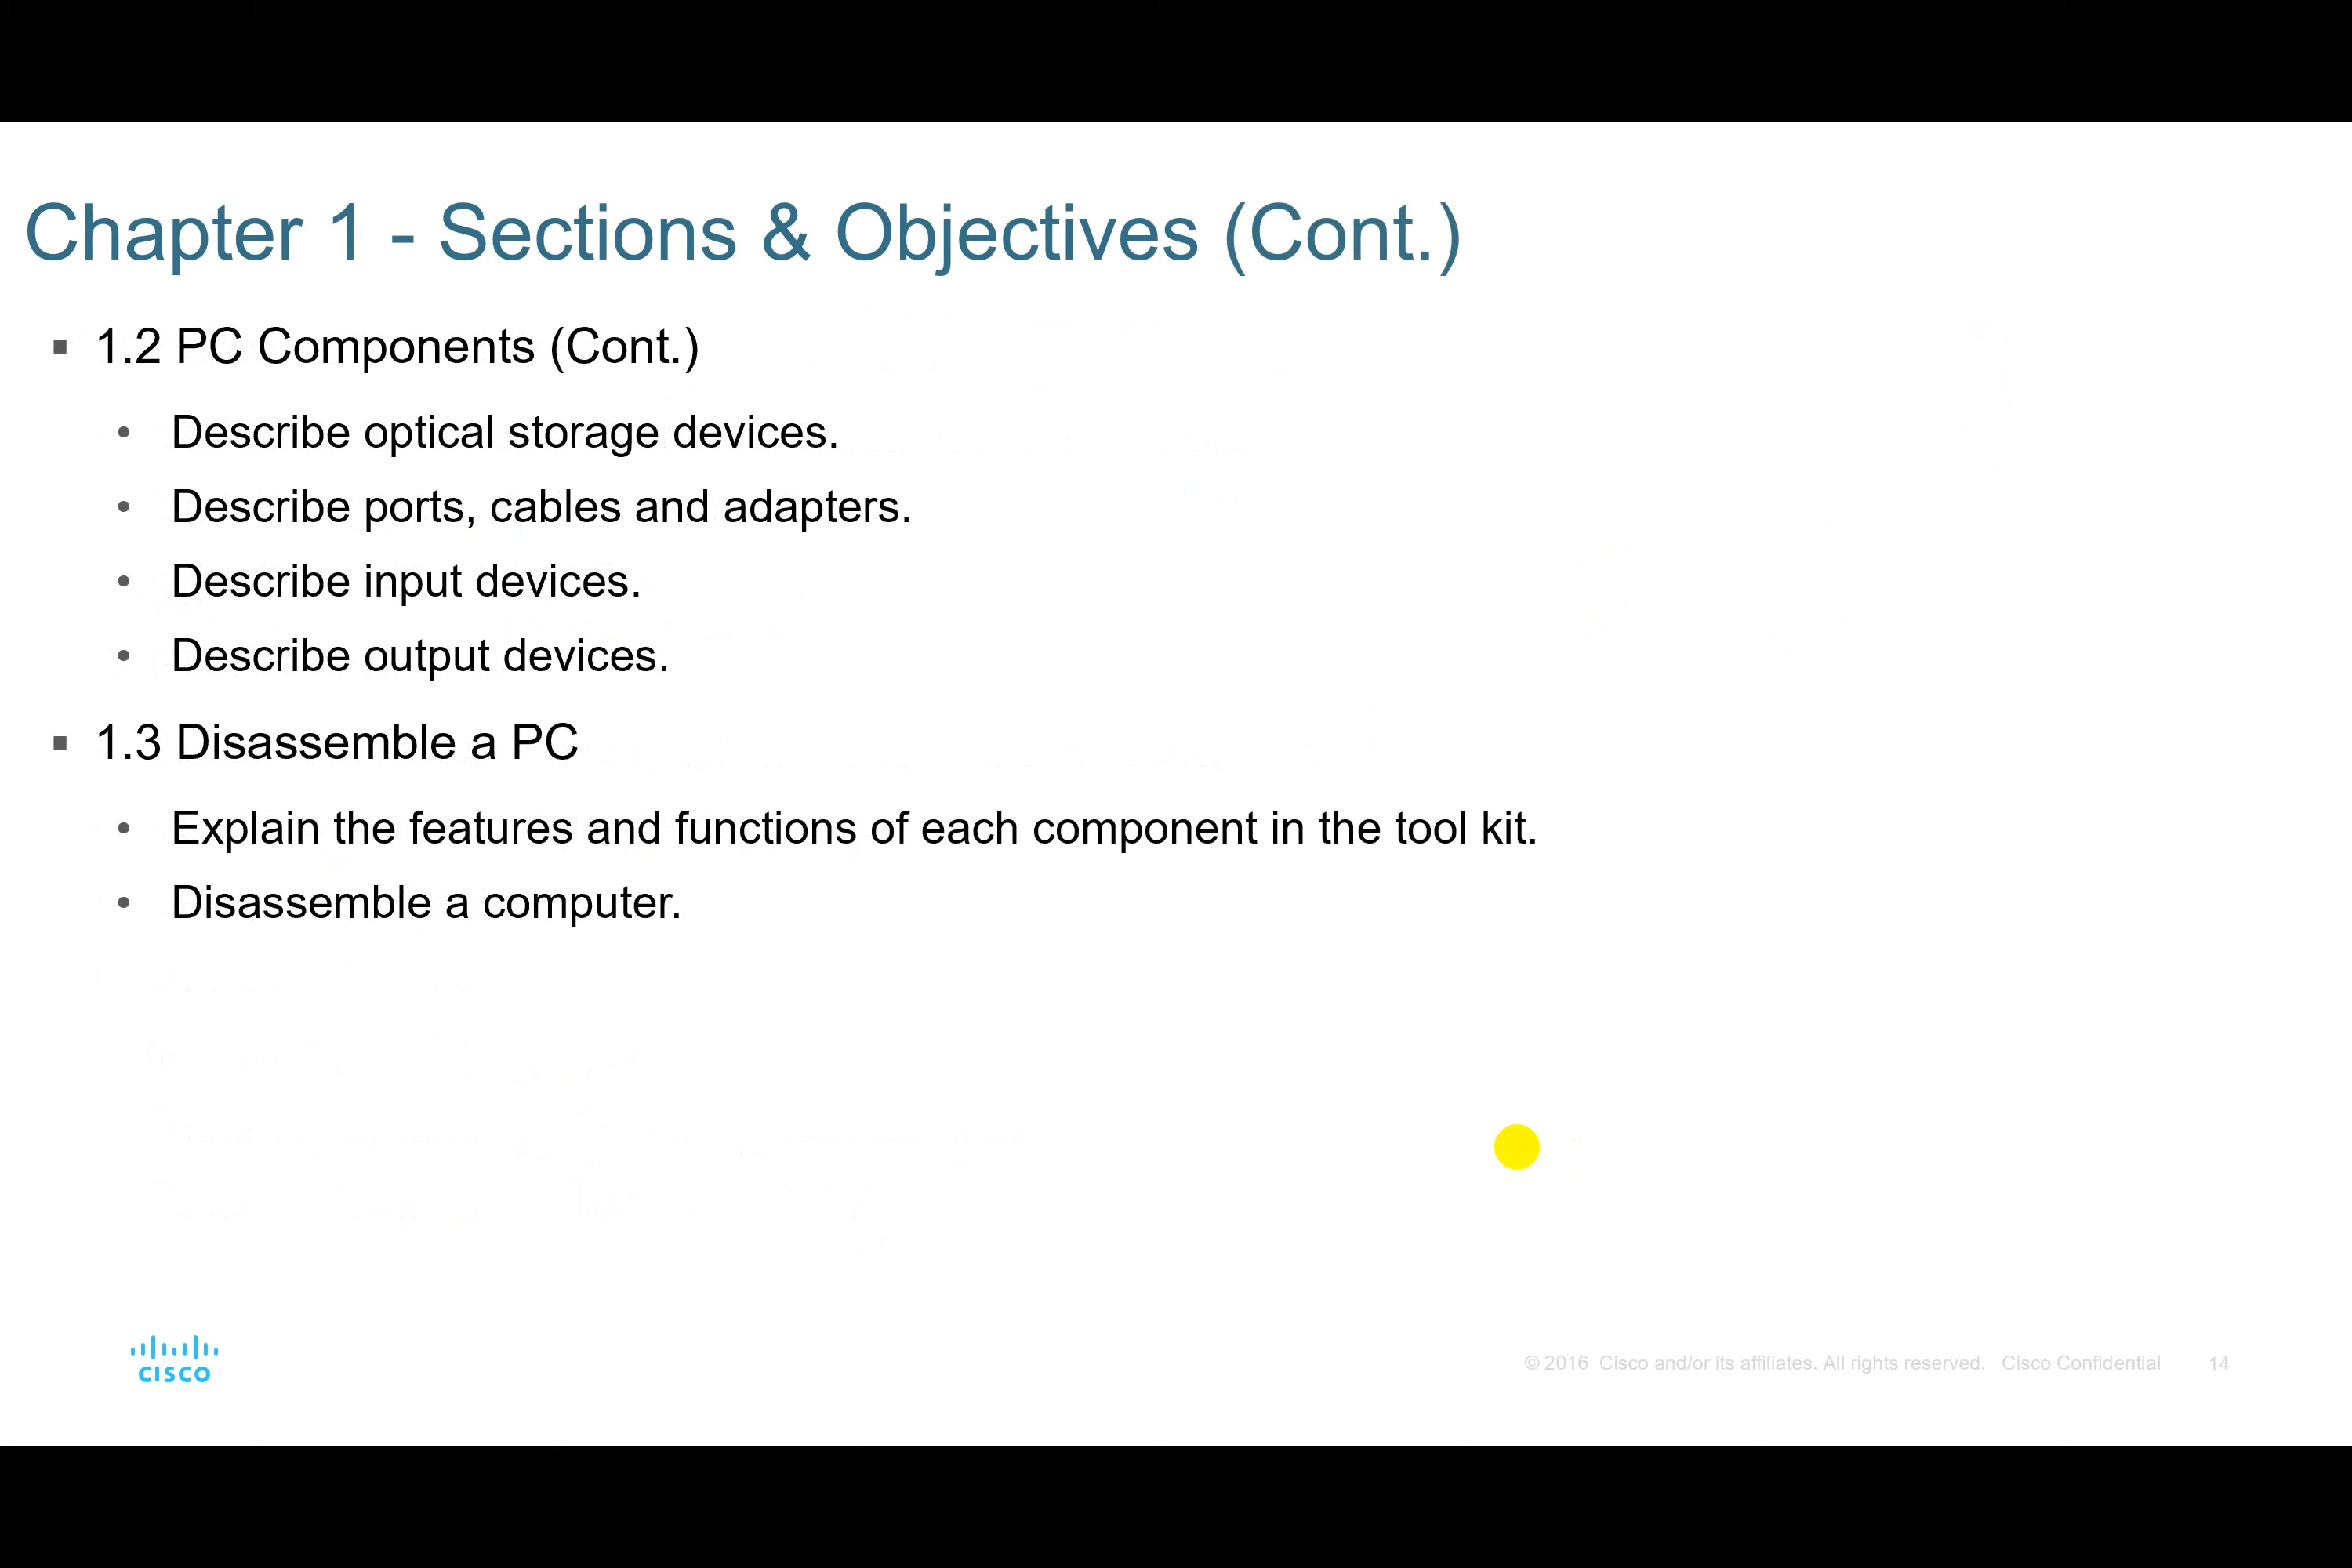 Chapter 1 - Sections & Objectives (Cont.)
▪ 1.2 PC Components (Cont.)
• Describe optical storage devices.
• Describe ports, cables and adapters.
• Describe input devices.
• Describe output devices.
▪ 1.3 Disassemble a PC
• Explain the features and functions of each component in the tool kit.
• Disassemble a computer.
CISCO
© 2016 Cisco and/or its affiliates. All rights reserved. Cisco Confidential 14